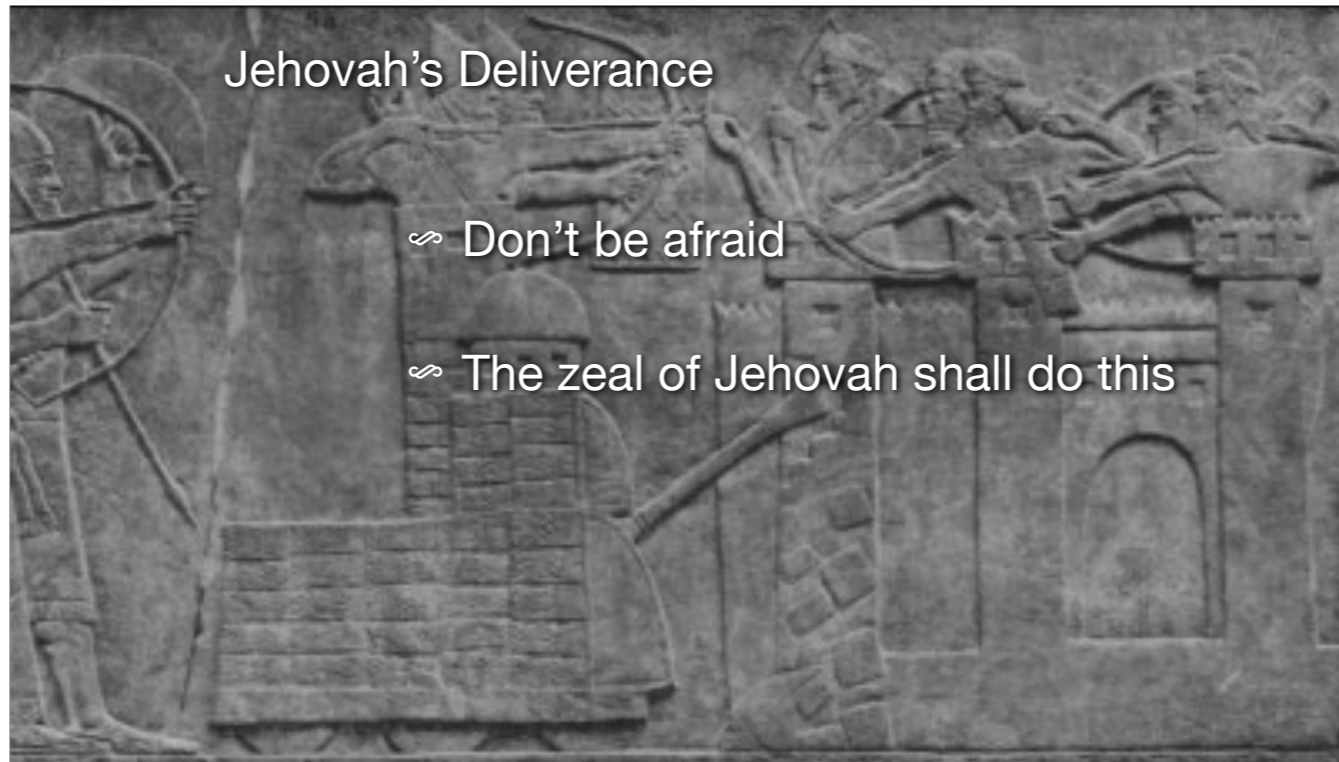 Jehovah’s Deliverance
Don’t be afraid
The zeal of Jehovah shall do this